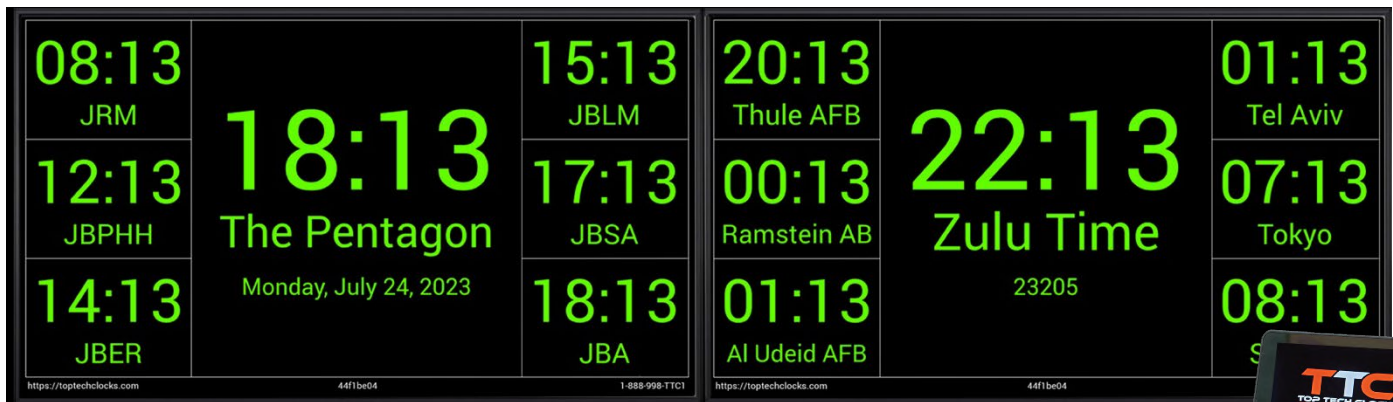 08:13
JRM
12:13
JBPHH
14:13
JBER
18:13
The Pentagon
Monday, July 24, 2023
15:13
JBLM
17:13
JBSA
18:13
JBA
https://toptechclocks.com 44f1be04 1-888-998-TTC1
20:13
Thule AFB
00:13
Ramstein AB
01:13
Al Udeid AFB
22:13
Zulu Time
23205
01:13
Tel Aviv
07:13
Tokyo
08:13
https://toptechclocks.com 44f1be04
TTC
TOP TECH